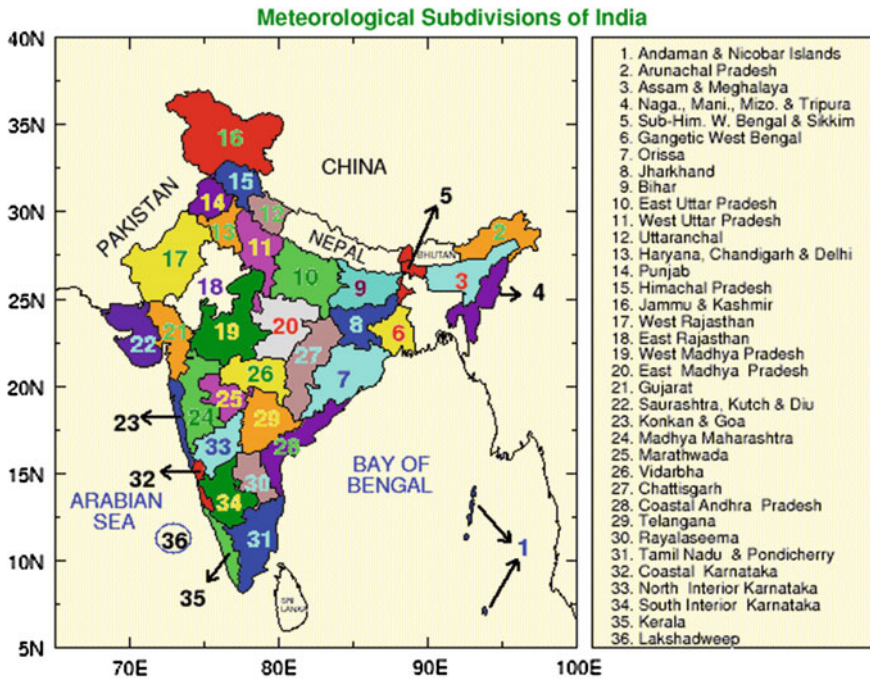 Meteorological Subdivisions of India
40N
35N
30N
25N
20N
15N
10N
5N
70E
80E
90E
100E
CHINA
PAKISTAN
NEPAL
BHUTAN
BAY OF
BENGAL
ARABIAN
SEA
SRI
LANKA
16
15
14
13
12
5
2
17
11
18
10
9
3
4
22
21
19
20
8
6
27
7
26
25
23
24
29
33
28
32
30
34
36
31
1
35
1. Andaman & Nicobar Islands
2. Arunachal Pradesh
3. Assam & Meghalaya
4. Naga., Mani., Mizo. & Tripura
5. Sub-Him. W. Bengal & Sikkim
6. Gangetic West Bengal
7. Orissa
8. Jharkhand
9. Bihar
10. East Uttar Pradesh
11. West Uttar Pradesh
12. Uttaranchal
13. Haryana, Chandigarh & Delhi
14. Punjab
15. Himachal Pradesh
16. Jammu & Kashmir
17. West Rajasthan
18. East Rajasthan
19. West Madhya Pradesh
20. East Madhya Pradesh
21. Gujarat
22. Saurashtra, Kutch & Diu
23. Konkan & Goa
24. Madhya Maharashtra
25. Marathwada
26. Vidarbha
27. Chattisgarh
28. Coastal Andhra Pradesh
29. Telangana
30. Rayalaseema
31. Tamil Nadu & Pondicherry
32. Coastal Karnataka
33. North Interior Karnataka
34. South Interior Karnataka
35. Kerala
36. Lakshadweep